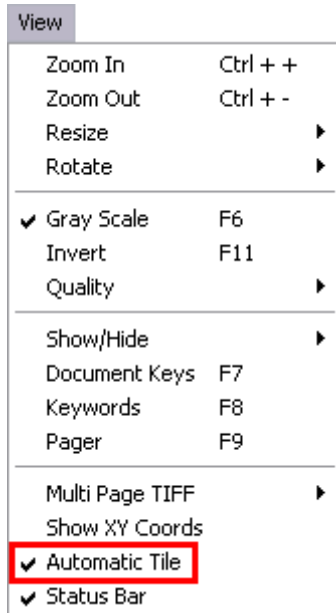 View
Zoom In Ctrl + +
Zoom Out Ctrl + -
Resize
Rotate
Gray Scale F6
Invert F11
Quality
Show/Hide
Document Keys F7
Keywords F8
Pager F9
Multi Page TIFF
Show XY Coords
Automatic Tile
Status Bar